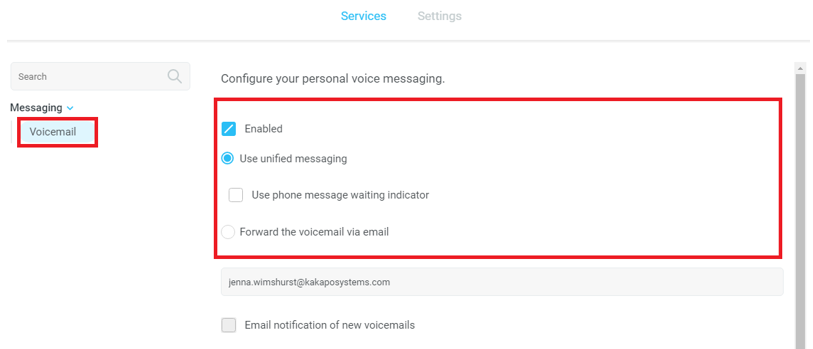 Services Settings
Search
Configure your personal voice messaging.
Messaging
Enabled
Voicemail
Use unified messaging
Use phone message waiting indicator
Forward the voicemail via email
jenna.wimshurst@kakaposystems.com
Email notification of new voicemails